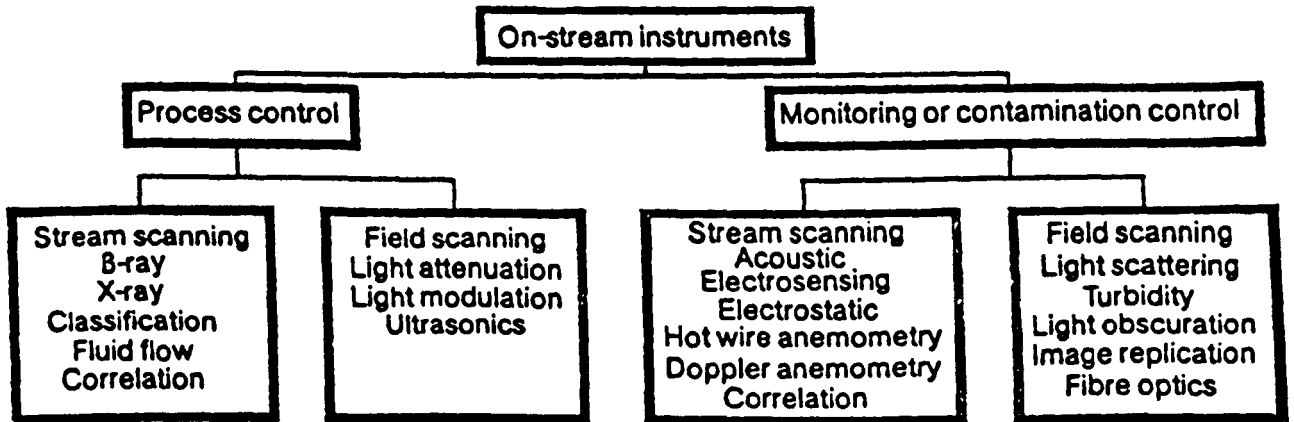 On-stream instruments
Process control
Monitoring or contamination control
Stream scanning
β-ray
X-ray
Classification
Fluid flow
Correlation
Field scanning
Light attenuation
Light modulation
Ultrasonics
Stream scanning
Acoustic
Electrosensing
Electrostatic
Hot wire anemometry
Doppler anemometry
Correlation
Field scanning
Light scattering
Turbidity
Light obscuration
Image replication
Fibre optics